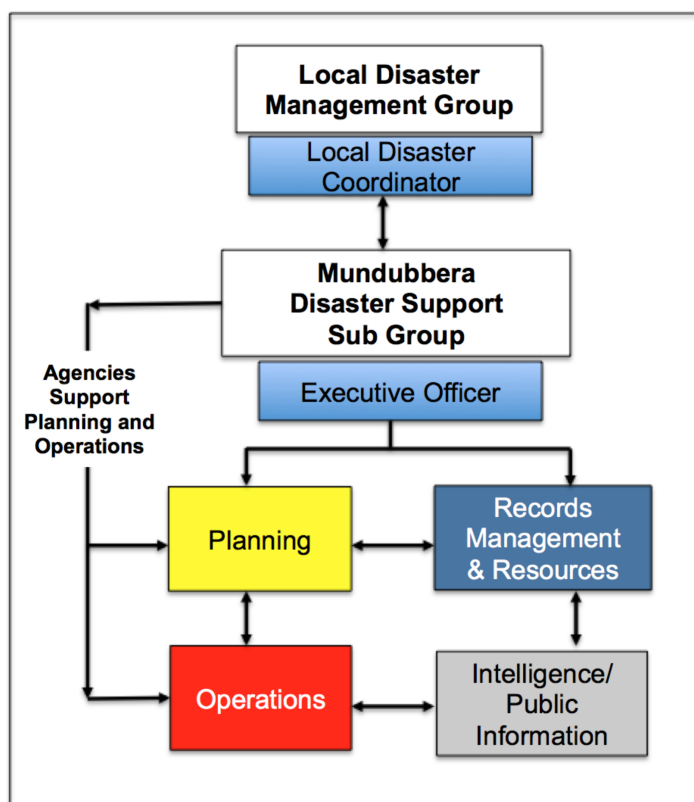 Local Disaster
Management Group
Local Disaster
Coordinator
Mundubbera
Disaster Support
Sub Group
Executive Officer
Agencies
Support
Planning and
Operations
Planning
Records
Management
& Resources
Operations
Intelligence/
Public
Information